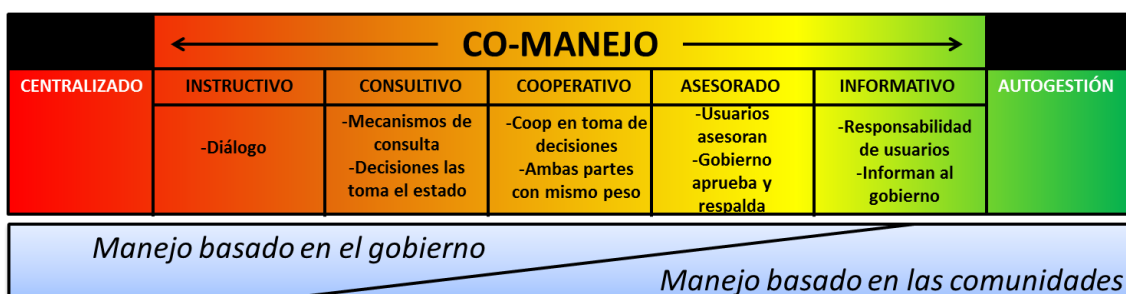 CO-MANEJO
CENTRALIZADO
INSTRUCTIVO
CONSULTIVO
COOPERATIVO
ASESORADO
INFORMATIVO
AUTOGESTIÓN
-Diálogo
-Mecanismos de
consulta
-Decisiones las
toma el estado
-Coop en toma de
decisiones
-Ambas partes
con mismo peso
-Usuarios
asesoran
-Gobierno
aprueba y
respalda
-Responsabilidad
de usuarios
-Informan al
gobierno
Manejo basado en el gobierno
Manejo basado en las comunidades